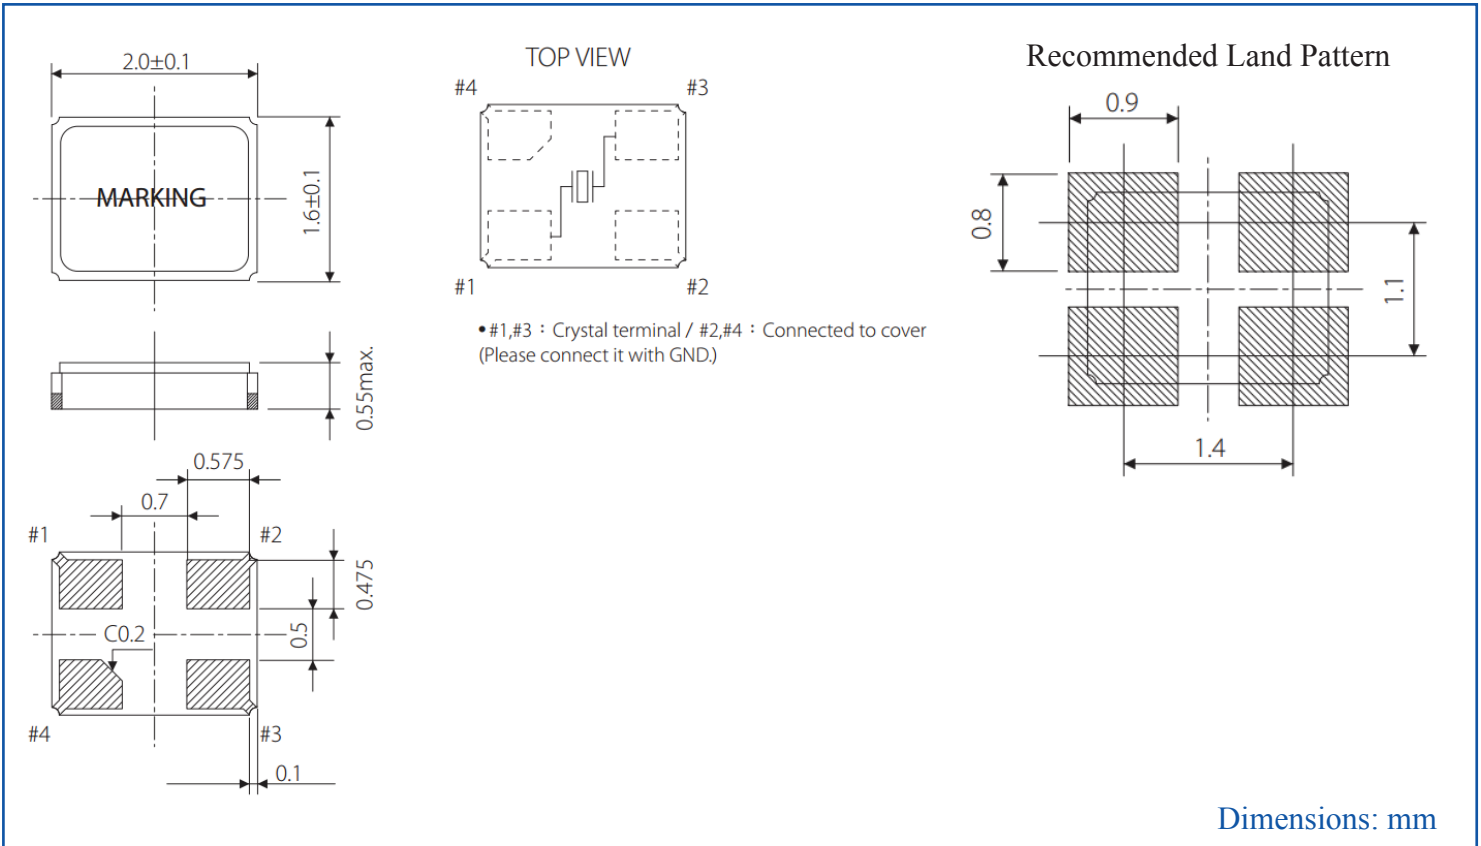 2.0±0.1
MARKING
1.6±0.1
0.55max.
0.575
0.7
#1
#2
0.475
C0.2
0.5
#4
#3
0.1
TOP VIEW
#4
#3
#1
#2
•#1,#3 : Crystal terminal / #2,#4 : Connected to cover
(Please connect it with GND.)
Recommended Land Pattern
0.9
0.8
1.1
1.4
Dimensions: mm